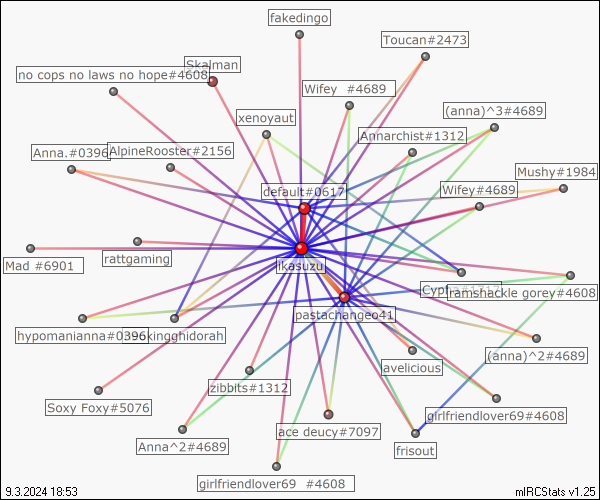 fakedingo
Toucan#2473
Skalman
no cops no laws no hope#4608
Wifey #4689
(anna)^3#4689
xenoyaut
Annarchist#1312
Anna.#0396
AlpineRooster#2156
Mushy#1984
default#0617
Wifey#4689
Mad #6901
rattgaming
likasuzu
ramshackle gorey#4608
pastachangeo41
hypomanianna#0396
kingghidorah
(anna)^2#4689
lavelicious
zibbits#1312
Soxy Foxy#5076
girlfriendlover69#4608
ace deucy#7097
Anna^2#4689
frisout
girlfriendlover69 #4608
9.3.2024 18:53
mIRCStats v1.25